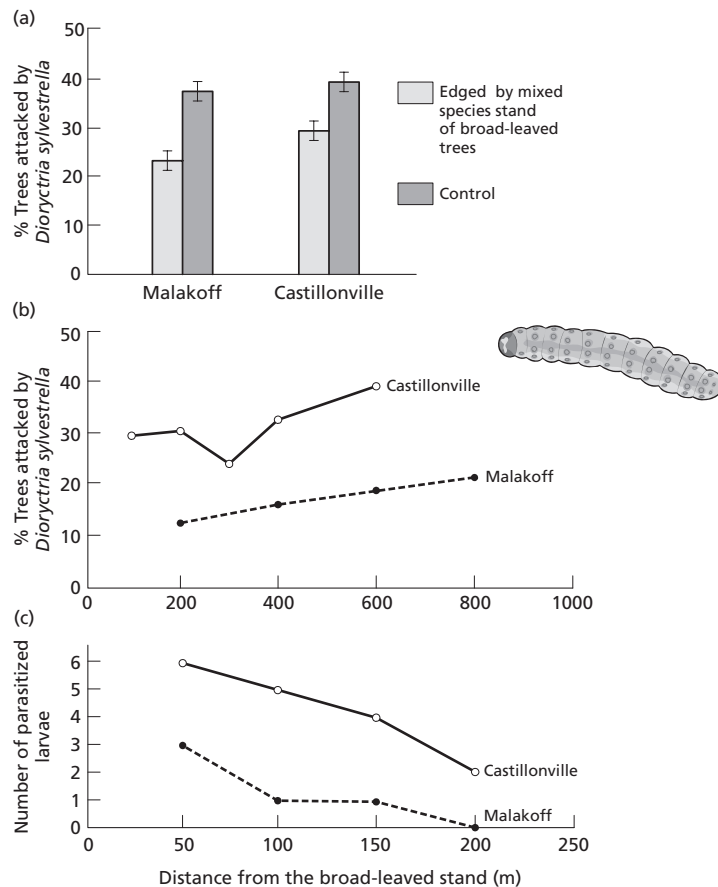 (a)
% Trees attacked by
Dioryctria sylvestrella
50
40
30
20
10
0
Malakoff
Castillonville
Edged by mixed
species stand
of broad-leaved
trees
Control
(b)
% Trees attacked by
Dioryctria sylvestrella
50
40
30
20
10
0
Castillonville
Malakoff
0
200
400
600
800
1000
(c)
Number of parasitized
larvae
6
5
4
3
2
1
0
Castillonville
Malakoff
0
50
100
150
200
250
Distance from the broad-leaved stand (m)